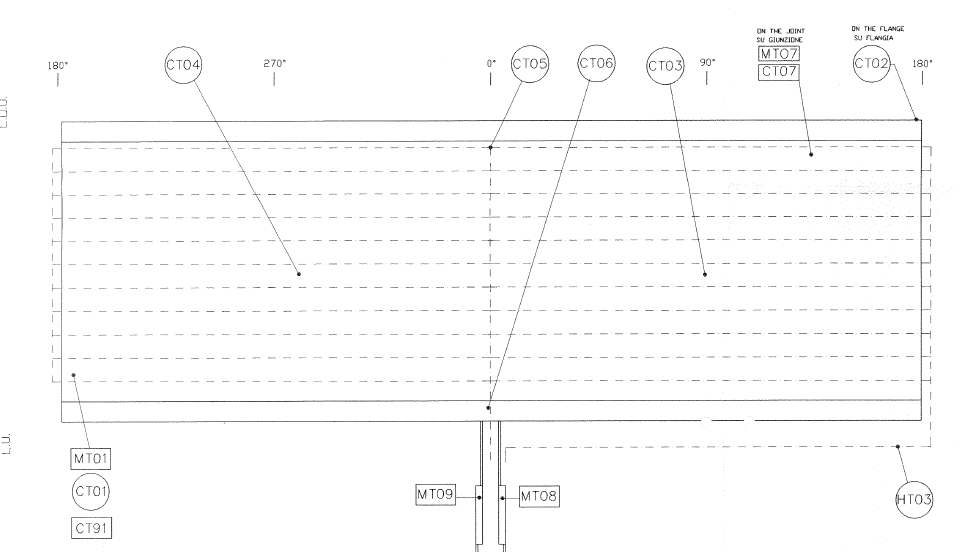 ON THE JOINT
SU GIUNZIONE
ON THE FLANGE
SU FLANGIA
180°
CT04
270°
0°
CT05
CT06
CT03
90°
MT07
CT07
CT02
180°
L.O.O.
L.U.
MT01
CT01
CT91
MT09
MT08
HT03